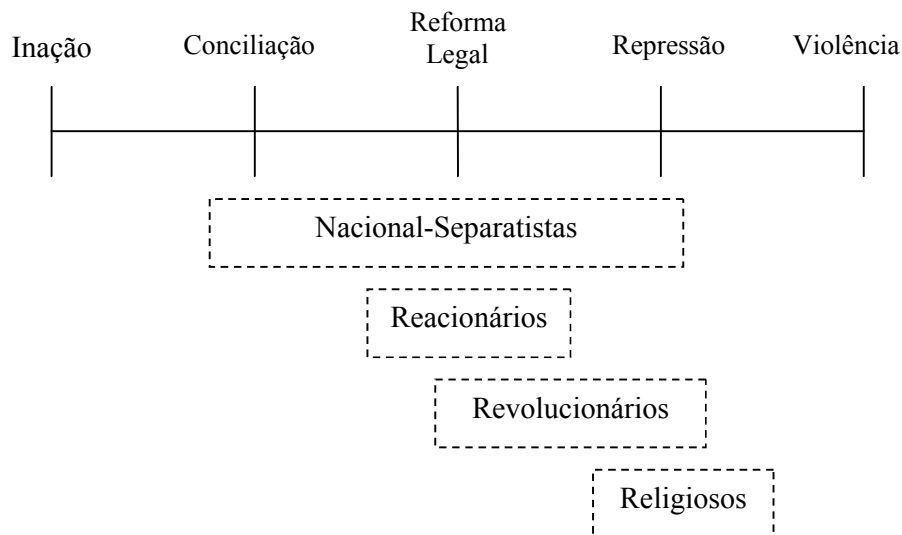 Inação
Conciliação
Reforma
Legal
Repressão
Violência
Nacional-Separatistas
Reacionários
Revolucionários
Religiosos